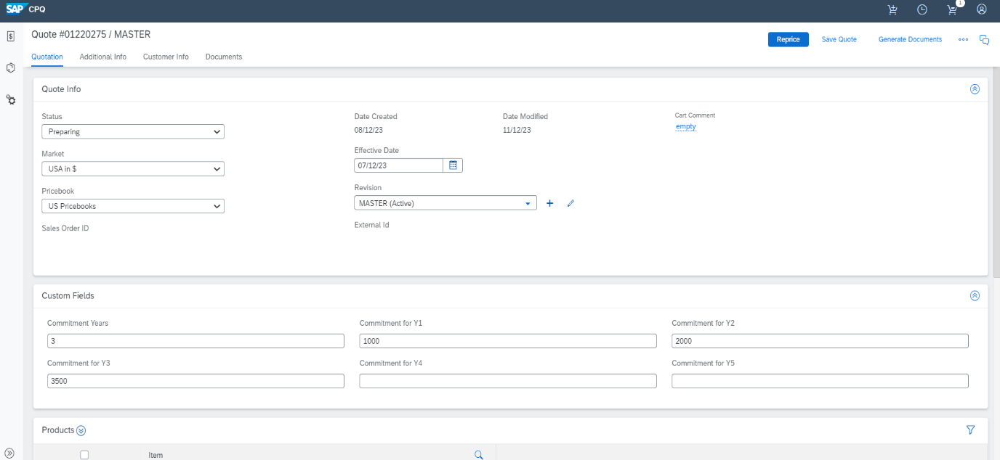 SAP CPQ
1
Quote #01220275 / MASTER
Reprice
Save Quote
Generate Documents
Quotation
Additional Info
Customer Info
Documents
Quote Info
Status
Preparing
Market
USA in $
Pricebook
US Pricebooks
Sales Order ID
Date Created
08/12/23
Date Modified
11/12/23
Effective Date
07/12/23
Revision
MASTER (Active)
External Id
Cart Comment
empty
Custom Fields
Commitment Years
3
Commitment for Y1
1000
Commitment for Y2
2000
Commitment for Y3
3500
Commitment for Y4
Commitment for Y5
Products
Item